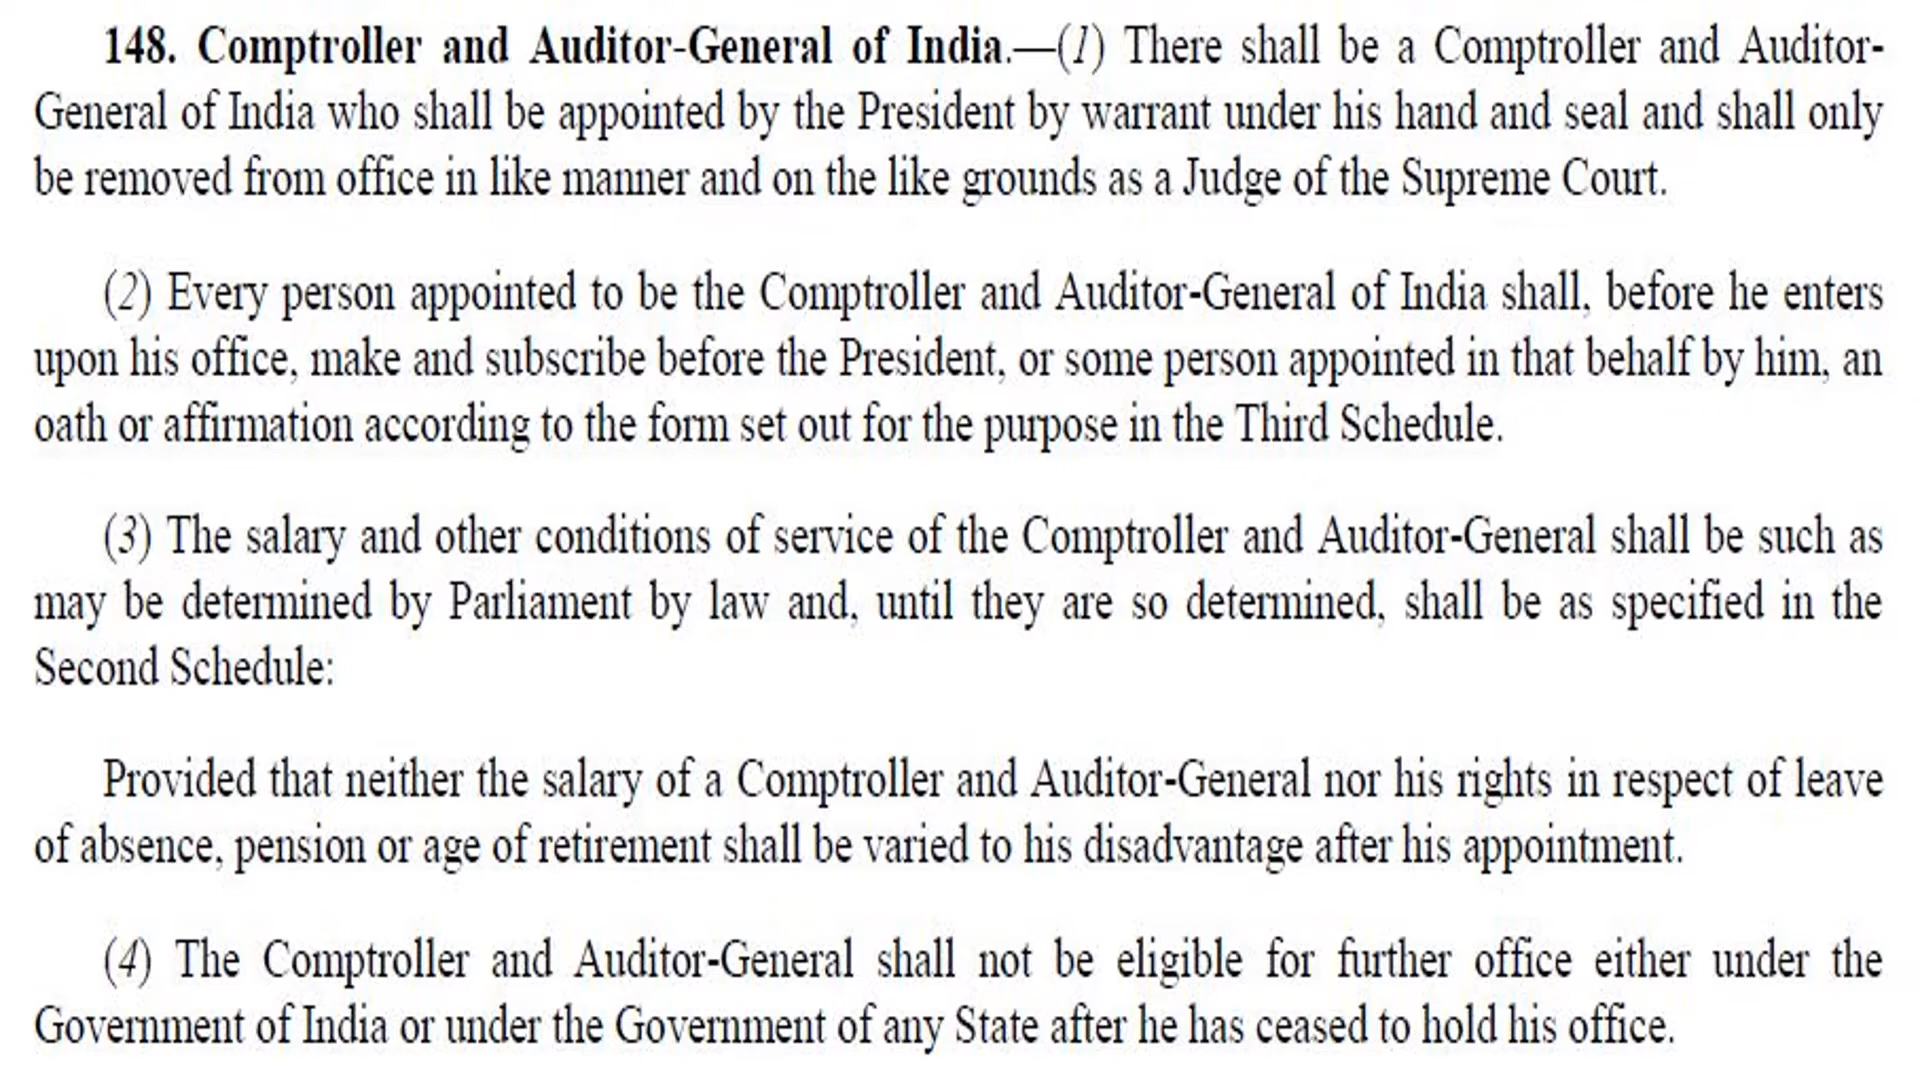 148. Comptroller and Auditor-General of India.—(1) There shall be a Comptroller and Auditor-
General of India who shall be appointed by the President by warrant under his hand and seal and shall only
be removed from office in like manner and on the like grounds as a Judge of the Supreme Court.
(2) Every person appointed to be the Comptroller and Auditor-General of India shall, before he enters
upon his office, make and subscribe before the President, or some person appointed in that behalf by him, an
oath or affirmation according to the form set out for the purpose in the Third Schedule.
(3) The salary and other conditions of service of the Comptroller and Auditor-General shall be such as
may be determined by Parliament by law and, until they are so determined, shall be as specified in the
Second Schedule:
Provided that neither the salary of a Comptroller and Auditor-General nor his rights in respect of leave
of absence, pension or age of retirement shall be varied to his disadvantage after his appointment.
(4) The Comptroller and Auditor-General shall not be eligible for further office either under the
Government of India or under the Government of any State after he has ceased to hold his office.